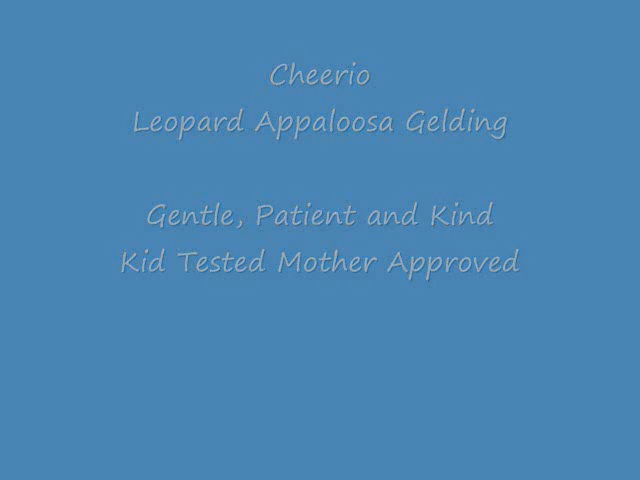 Cheerio
Leopard Appaloosa Gelding
Gentle, Patient and Kind
Kid Tested Mother Approved